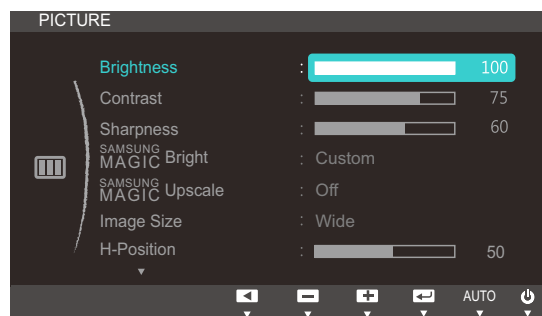 PICTURE
Brightness : 100
Contrast : 75
Sharpness : 60
SAMSUNG MAGIC Bright : Custom
SAMSUNG MAGIC Upscale : Off
Image Size : Wide
H-Position : 50
AUTO